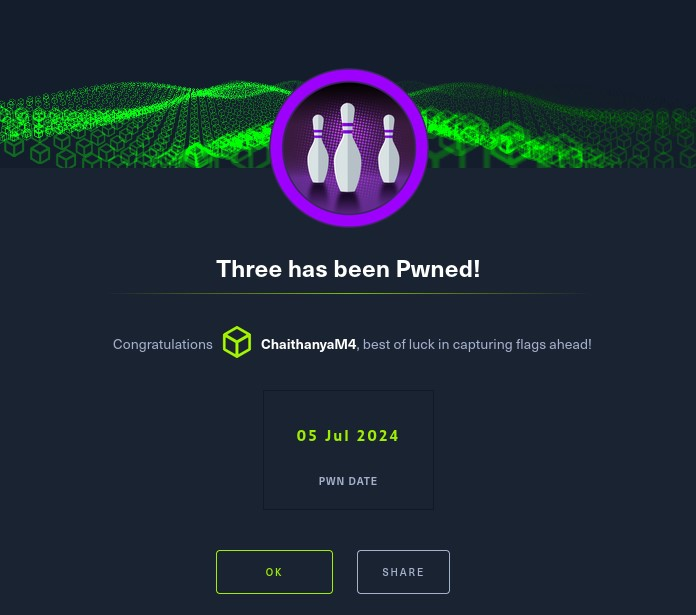 Three has been Pwned!
Congratulations ChaithanyaM4, best of luck in capturing flags ahead!
05 Jul 2024
PWN DATE
OK SHARE